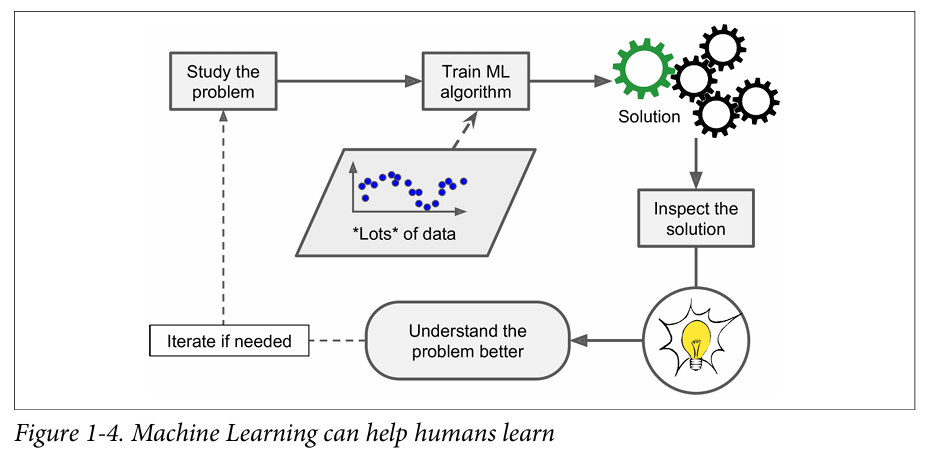 Study the
problem
Train ML
algorithm
Solution
*Lots* of data
Inspect the
solution
Understand the
problem better
Iterate if needed
Figure 1-4. Machine Learning can help humans learn